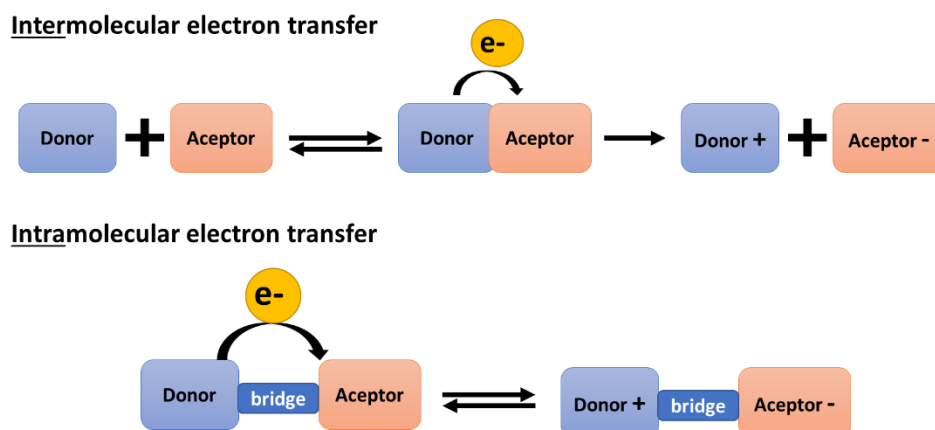 Intermolecular electron transfer
e-
Donor + Aceptor Donor Aceptor Donor + + Aceptor -
Intramolecular electron transfer
e-
Donor bridge Aceptor Donor + bridge Aceptor -